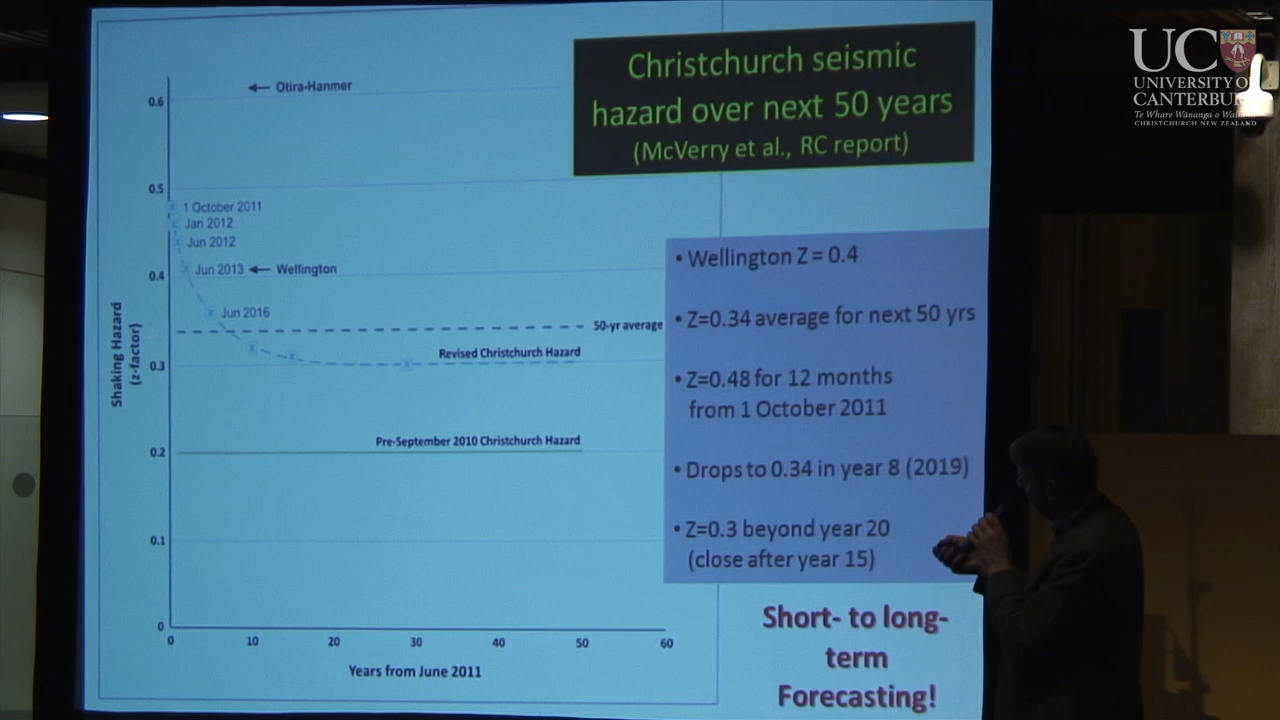 Christchurch seismic
hazard over next 50 years
(McVerry et al., RC report)
UC
UNIVERSITY OF
CANTERBURY
Te Whare Wānanga o
CHRISTCHURCH NEW ZEALAND
Otira-Hanmer
0.6
0.5
1 October 2011
Jan 2012
Jun 2012
0.4
Jun 2013
Wellington
Jun 2016
50-yr average
Revised Christchurch Hazard
0.3
Pre-September 2010 Christchurch Hazard
0.2
0.1
0
Shaking Hazard
(z-factor)
0 10 20 30 40 50 60
Years from June 2011
• Wellington Z = 0.4
• Z=0.34 average for next 50 yrs
• Z=0.48 for 12 months
from 1 October 2011
• Drops to 0.34 in year 8 (2019)
• Z=0.3 beyond year 20
(close after year 15)
Short- to long-
term
Forecasting!